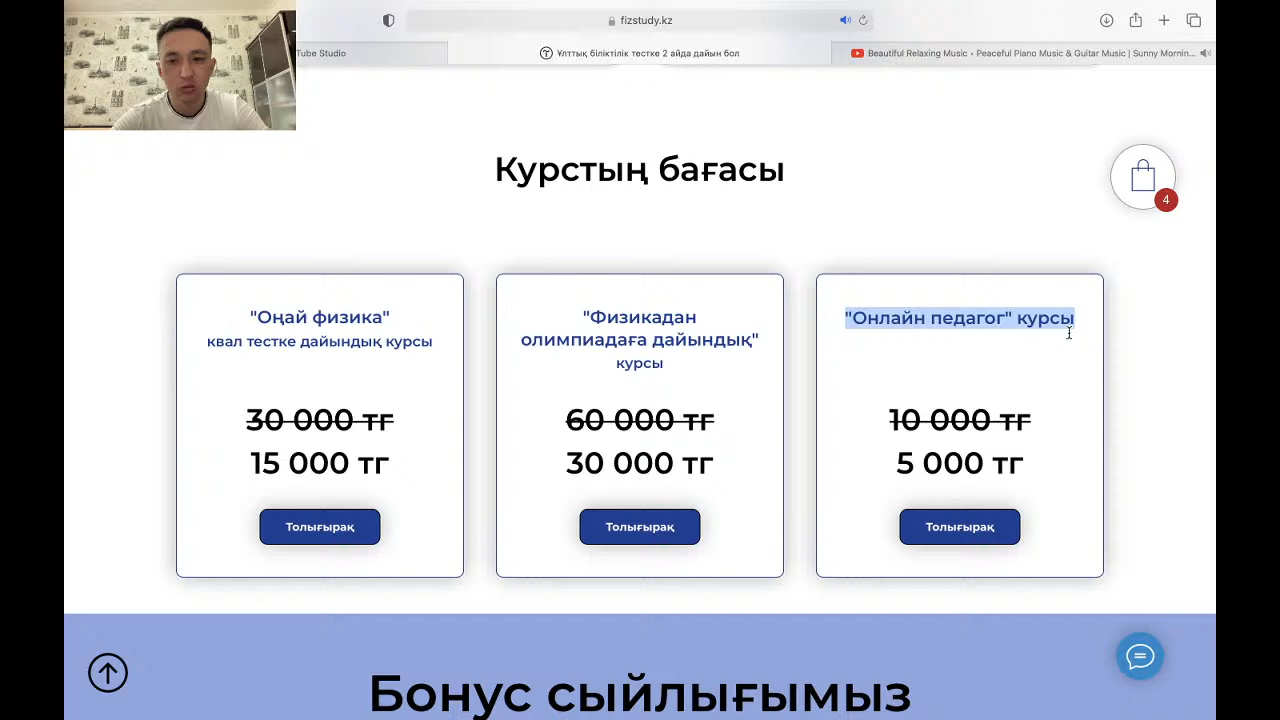 fizstudy.kz
Tube Studio
Ұлттық біліктілік тестке 2 айда дайын бол
Beautiful Relaxing Music • Peaceful Piano Music & Guitar Music | Sunny Mornin...
Курстың бағасы
4
"Оңай физика"
квал тестке дайындық курсы
30 000 тг
15 000 тг
Толығырақ
"Физикадан
олимпиадаға дайындық"
курсы
60 000 тг
30 000 тг
Толығырақ
"Онлайн педагог" курсы
10 000 тг
5 000 тг
Толығырақ
Бонус сыйлығымыз